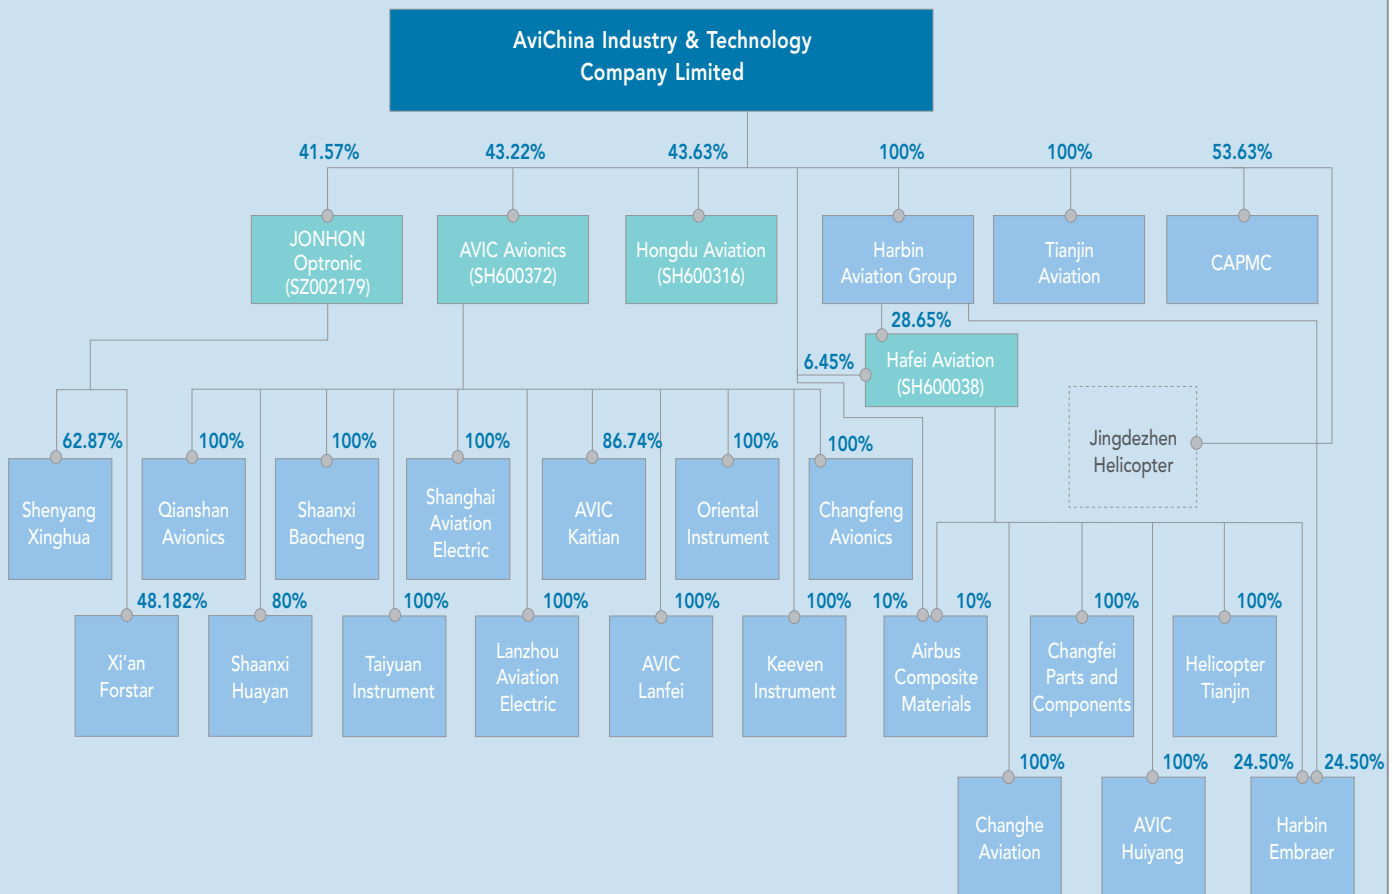 AviChina Industry & Technology
Company Limited
41.57%
43.22%
43.63%
100%
100%
53.63%
JONHON
Optronic
(SZ002179)
AVIC Avionics
(SH600372)
Hongdu Aviation
(SH600316)
Harbin
Aviation Group
Tianjin
Aviation
CAPMC
28.65%
6.45%
Hafei Aviation
(SH600038)
Jingdezhen
Helicopter
62.87%
100%
100%
100%
86.74%
100%
100%
Shenyang
Xinghua
Qianshan
Avionics
Shaanxi
Baocheng
Shanghai
Aviation
Electric
AVIC
Kaitian
Oriental
Instrument
Changfeng
Avionics
48.182%
80%
100%
100%
100%
100%
10%
10%
100%
100%
Xi'an
Forstar
Shaanxi
Huayan
Taiyuan
Instrument
Lanzhou
Aviation
Electric
AVIC
Lanfei
Keeven
Instrument
Airbus
Composite
Materials
Changfei
Parts and
Components
Helicopter
Tianjin
100%
100%
24.50%
24.50%
Changhe
Aviation
AVIC
Huiyang
Harbin
Embraer